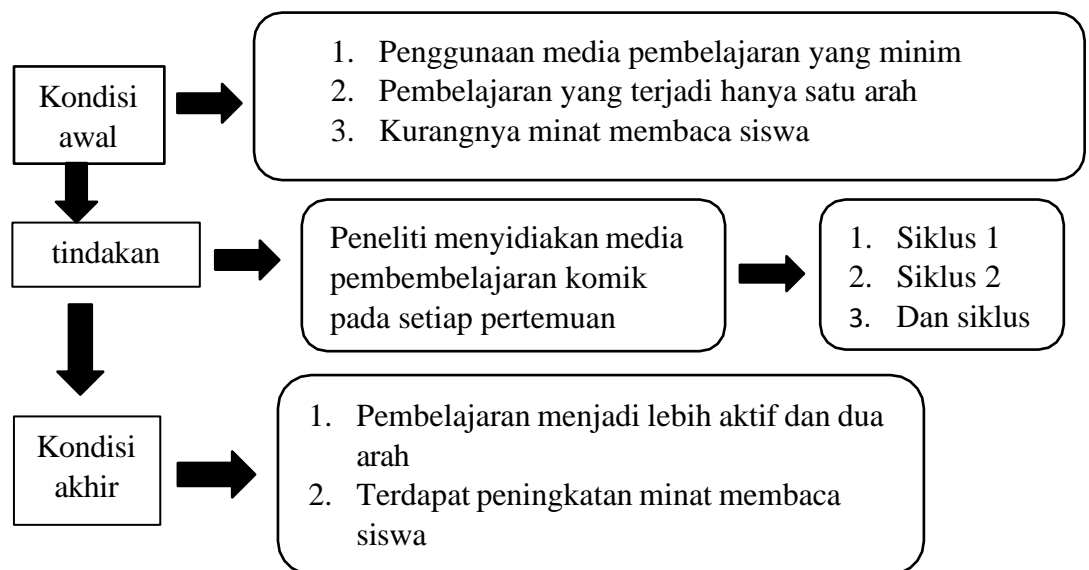 Kondisi
awal
1. Penggunaan media pembelajaran yang minim
2. Pembelajaran yang terjadi hanya satu arah
3. Kurangnya minat membaca siswa
tindakan
Peneliti menyidiakan media
pembembelajaran komik
pada setiap pertemuan
1. Siklus 1
2. Siklus 2
3. Dan siklus
Kondisi
akhir
1. Pembelajaran menjadi lebih aktif dan dua
arah
2. Terdapat peningkatan minat membaca
siswa